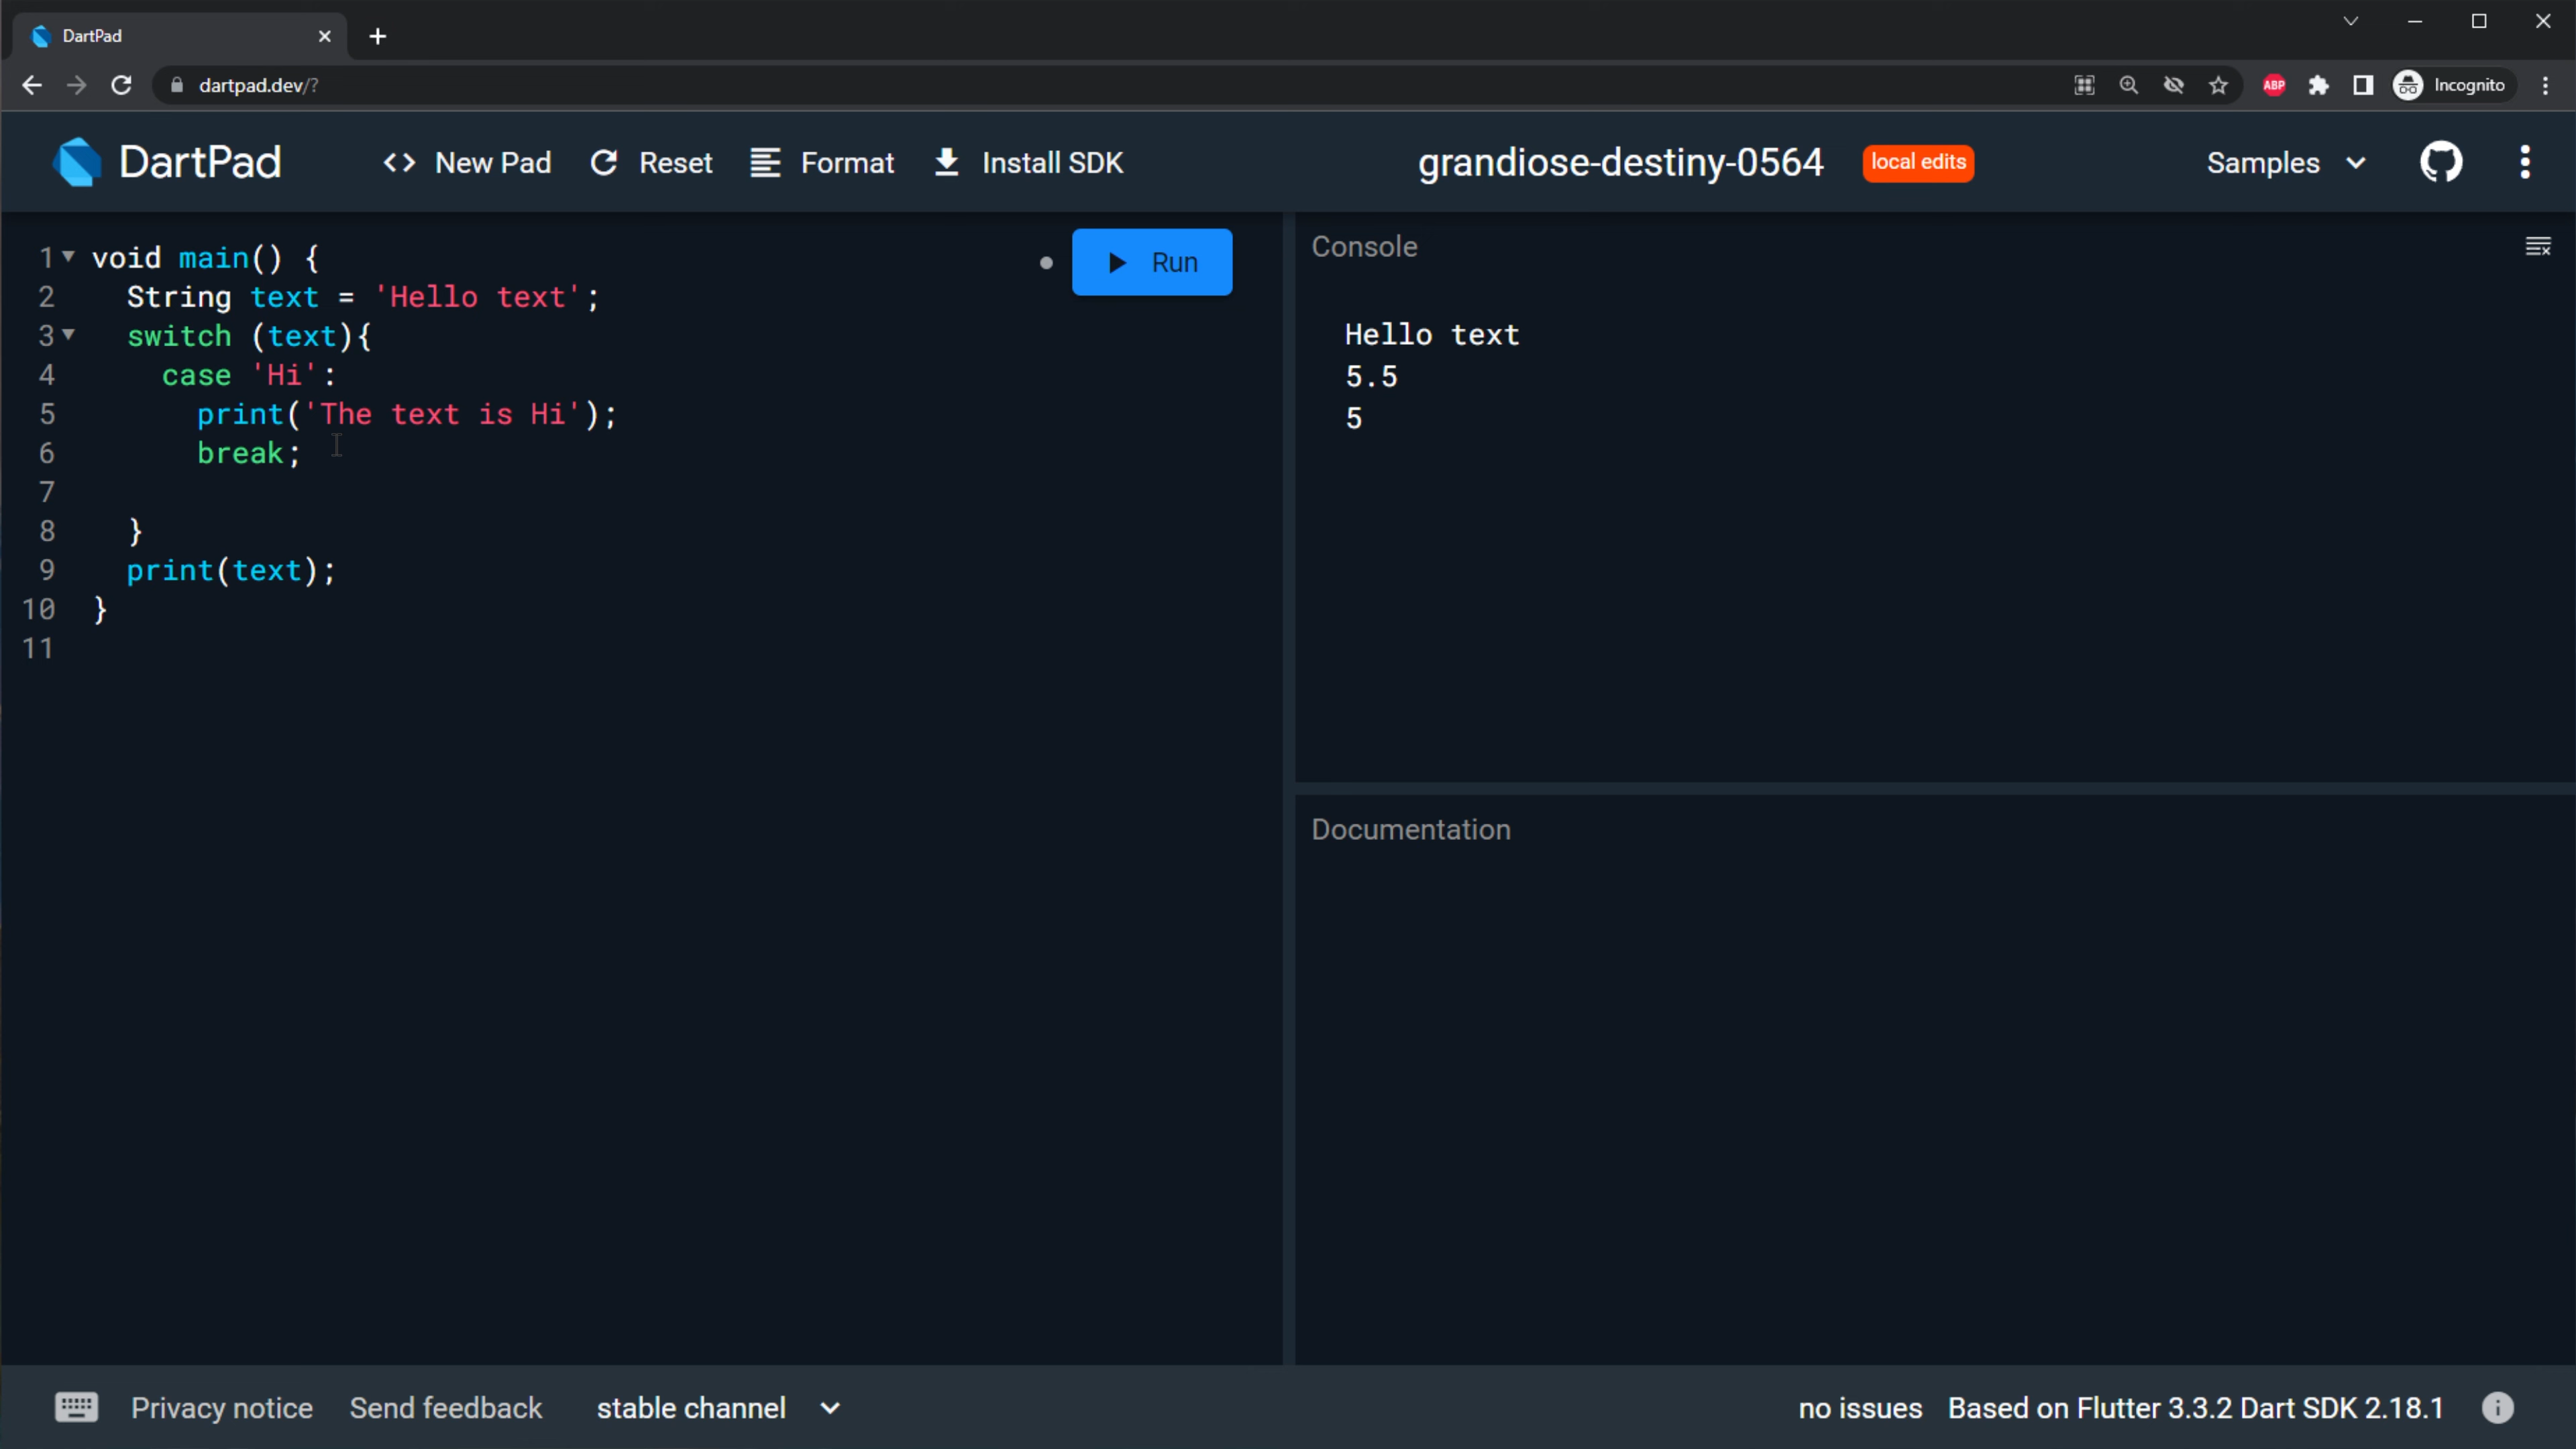 DartPad
dartpad.dev/?
ABP
Incognito
DartPad
<> New Pad
Reset
Format
Install SDK
grandiose-destiny-0564
local edits
Samples
1 void main() {
2 String text = 'Hello text';
3 switch (text){
4 case 'Hi':
5 print('The text is Hi');
6 break;
7
8 }
9 print(text);
10 }
11
Run
Console
Hello text
5.5
5
Documentation
Privacy notice
Send feedback
stable channel
no issues
Based on Flutter 3.3.2 Dart SDK 2.18.1